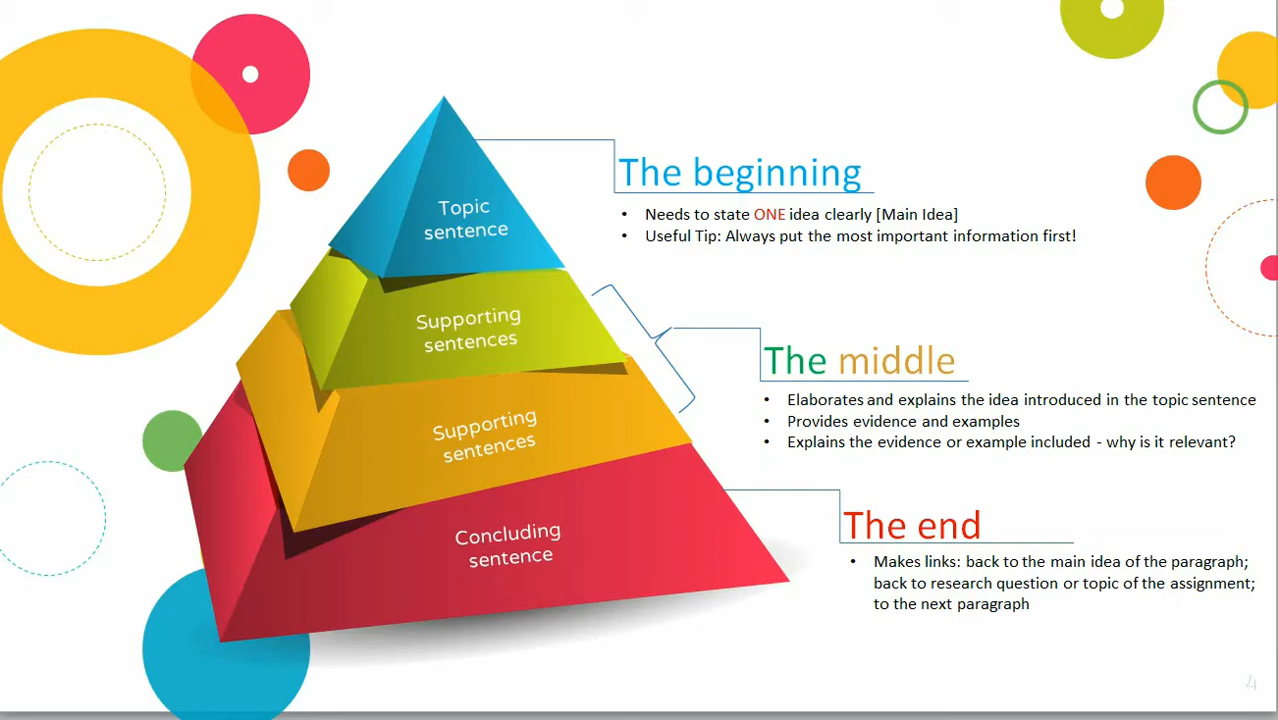 Topic
sentence
The beginning
• Needs to state ONE idea clearly [Main Idea]
• Useful Tip: Always put the most important information first!
Supporting
sentences
Supporting
sentences
The middle
• Elaborates and explains the idea introduced in the topic sentence
• Provides evidence and examples
• Explains the evidence or example included - why is it relevant?
Concluding
sentence
The end
• Makes links: back to the main idea of the paragraph;
back to research question or topic of the assignment;
to the next paragraph
4